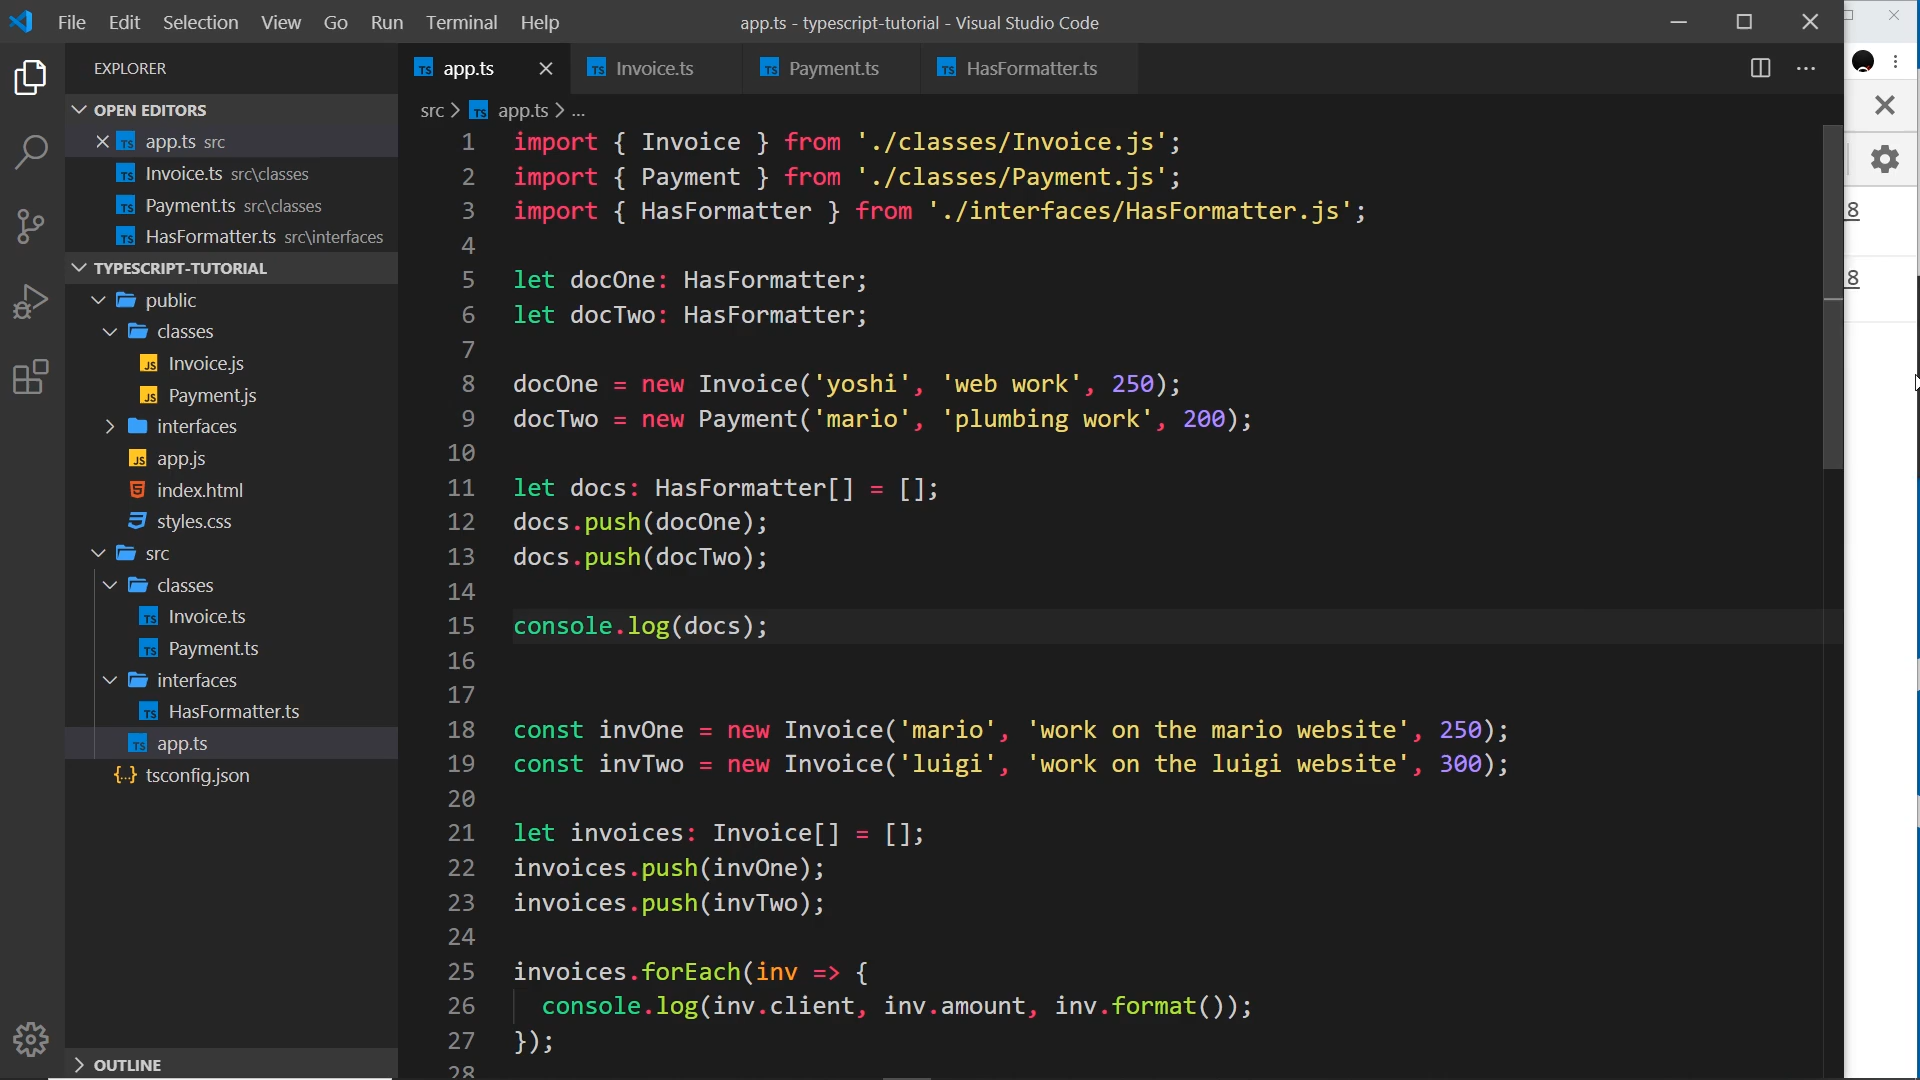 File Edit Selection View Go Run Terminal Help
app.ts - typescript-tutorial - Visual Studio Code
EXPLORER
OPEN EDITORS
app.ts src
Invoice.ts src\classes
Payment.ts src\classes
HasFormatter.ts src\interfaces
TYPESCRIPT-TUTORIAL
public
classes
Invoice.js
Payment.js
interfaces
app.js
index.html
styles.css
src
classes
Invoice.ts
Payment.ts
interfaces
HasFormatter.ts
app.ts
tsconfig.json
OUTLINE
app.ts Invoice.ts Payment.ts HasFormatter.ts
src > app.ts > ...
1 import { Invoice } from './classes/Invoice.js';
2 import { Payment } from './classes/Payment.js';
3 import { HasFormatter } from './interfaces/HasFormatter.js';
4
5 let docOne: HasFormatter;
6 let docTwo: HasFormatter;
7
8 docOne = new Invoice('yoshi', 'web work', 250);
9 docTwo = new Payment('mario', 'plumbing work', 200);
10
11 let docs: HasFormatter[] = [];
12 docs.push(docOne);
13 docs.push(docTwo);
14
15 console.log(docs);
16
17
18 const invOne = new Invoice('mario', 'work on the mario website', 250);
19 const invTwo = new Invoice('luigi', 'work on the luigi website', 300);
20
21 let invoices: Invoice[] = [];
22 invoices.push(invOne);
23 invoices.push(invTwo);
24
25 invoices.forEach(inv => {
26 console.log(inv.client, inv.amount, inv.format());
27 });
28
8
8